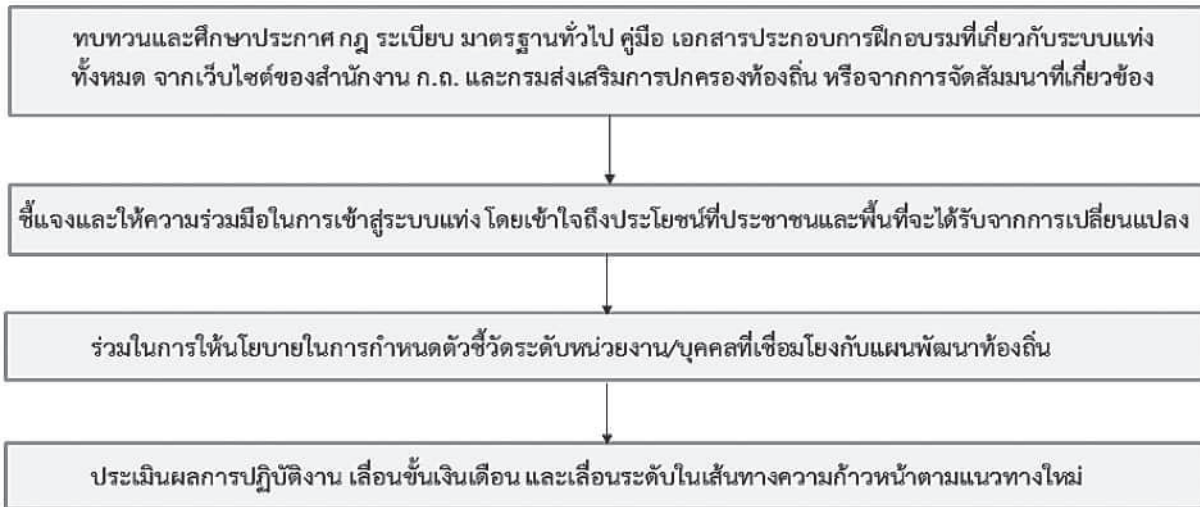 ทบทวนและศึกษาประกาศ กฎ ระเบียบ มาตรฐานทั่วไป คู่มือ เอกสารประกอบการฝึกอบรมที่เกี่ยวกับระบบแท่ง
ทั้งหมด จากเว็บไซต์ของสำนักงาน ก.ถ. และกรมส่งเสริมการปกครองท้องถิ่น หรือจากการจัดสัมมนาที่เกี่ยวข้อง
ชี้แจงและให้ความร่วมมือในการเข้าสู่ระบบแท่ง โดยเข้าใจถึงประโยชน์ที่ประชาชนและพื้นที่จะได้รับจากการเปลี่ยนแปลง
ร่วมในการให้นโยบายในการกำหนดตัวชี้วัดระดับหน่วยงาน/บุคคลที่เชื่อมโยงกับแผนพัฒนาท้องถิ่น
ประเมินผลการปฏิบัติงาน เลื่อนขั้นเงินเดือน และเลื่อนระดับในเส้นทางความก้าวหน้าตามแนวทางใหม่